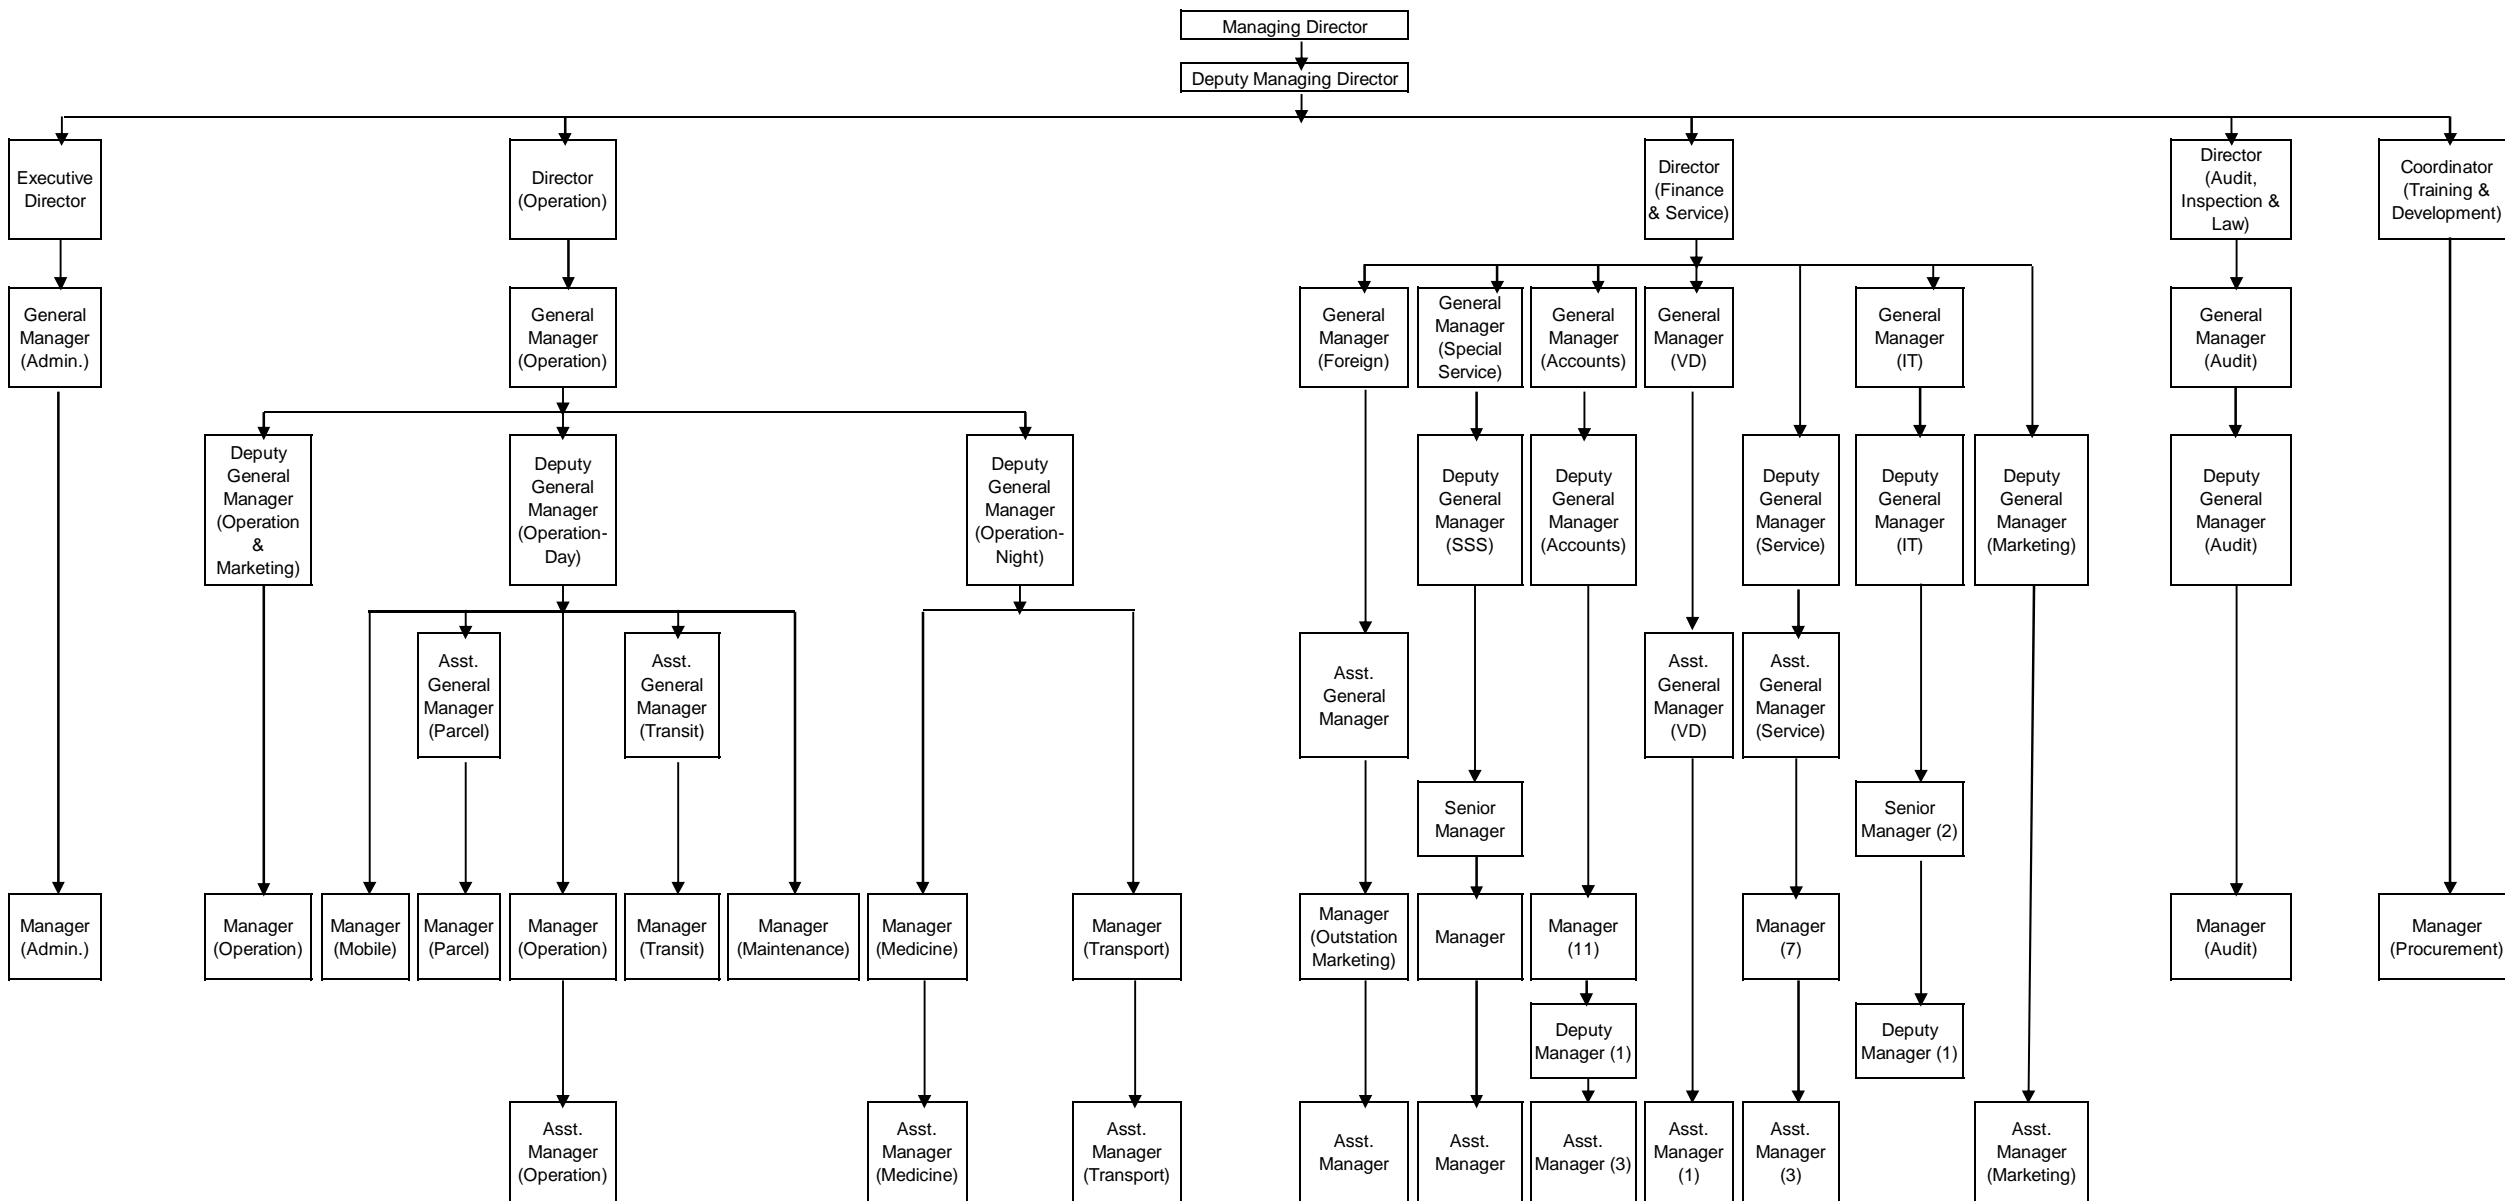 Managing Director
Deputy Managing Director
Executive
Director
Director
(Operation)
Director
(Finance
& Service)
Director
(Audit,
Inspection &
Law)
Coordinator
(Training &
Development)
General
Manager
(Admin.)
General
Manager
(Operation)
General
Manager
(Foreign)
General
Manager
(Special
Service)
General
Manager
(Accounts)
General
Manager
(VD)
General
Manager
(IT)
General
Manager
(Audit)
Deputy
General
Manager
(Operation
&
Marketing)
Deputy
General
Manager
(Operation-
Day)
Deputy
General
Manager
(Operation-
Night)
Deputy
General
Manager
(SSS)
Deputy
General
Manager
(Accounts)
Deputy
General
Manager
(Service)
Deputy
General
Manager
(IT)
Deputy
General
Manager
(Marketing)
Deputy
General
Manager
(Audit)
Asst.
General
Manager
(Parcel)
Asst.
General
Manager
(Transit)
Asst.
General
Manager
Asst.
General
Manager
(VD)
Asst.
General
Manager
(Service)
Senior
Manager
Senior
Manager (2)
Manager
(Admin.)
Manager
(Operation)
Manager
(Mobile)
Manager
(Parcel)
Manager
(Operation)
Manager
(Transit)
Manager
(Maintenance)
Manager
(Medicine)
Manager
(Transport)
Manager
(Outstation
Marketing)
Manager
Manager
(11)
Manager
(7)
Manager
(Audit)
Manager
(Procurement)
Deputy
Manager (1)
Deputy
Manager (1)
Asst.
Manager
(Operation)
Asst.
Manager
(Medicine)
Asst.
Manager
(Transport)
Asst.
Manager
Asst.
Manager
Asst.
Manager (3)
Asst.
Manager
(1)
Asst.
Manager
(3)
Asst.
Manager
(Marketing)